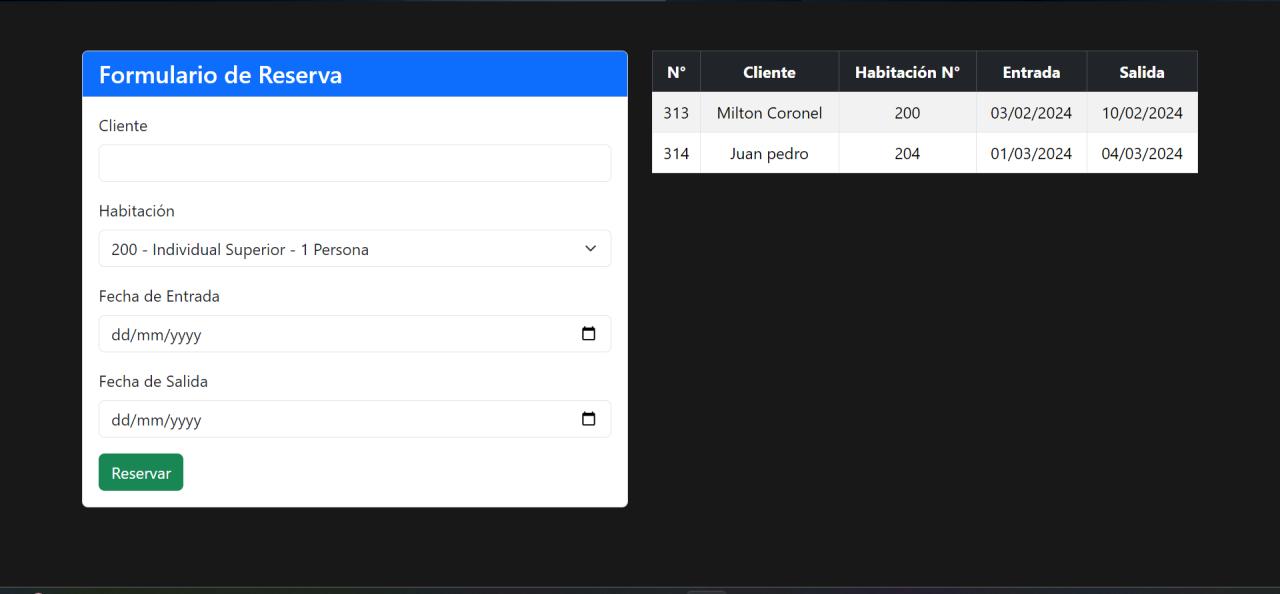 Formulario de Reserva
Cliente
Habitación
200 - Individual Superior - 1 Persona
Fecha de Entrada
dd/mm/yyyy
Fecha de Salida
dd/mm/yyyy
Reservar
N° Cliente Habitación N° Entrada Salida
313 Milton Coronel 200 03/02/2024 10/02/2024
314 Juan pedro 204 01/03/2024 04/03/2024